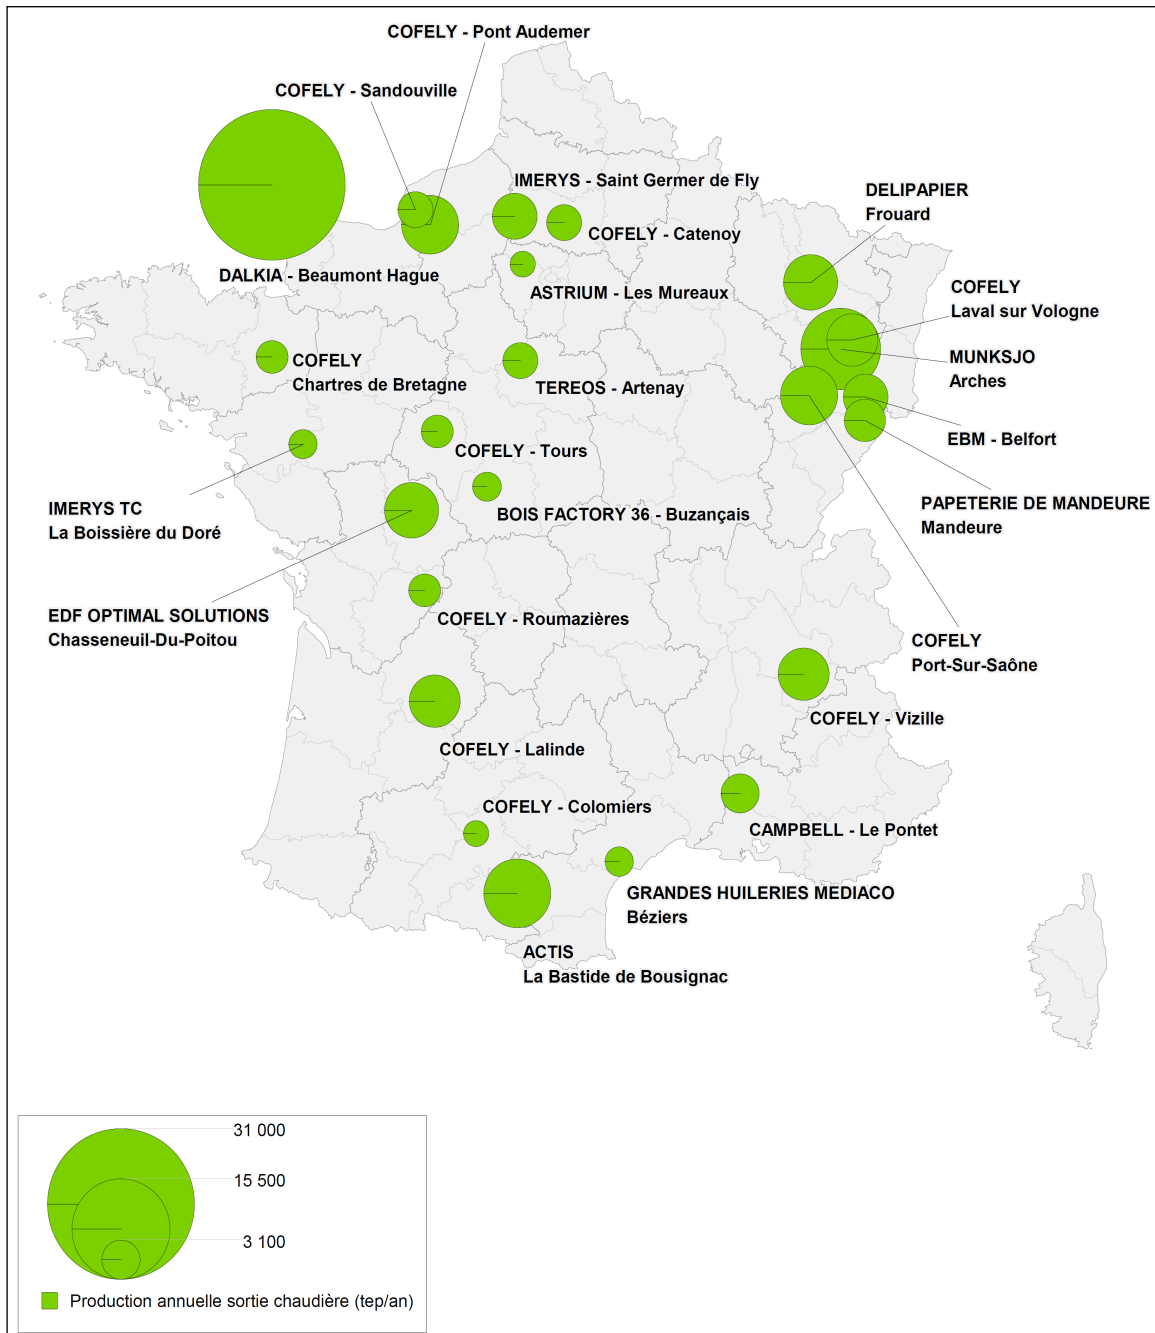 COFELY - Pont Audemer
COFELY - Sandouville
IMERYS - Saint Germer de Fly
DELIPAPIER
Frouard
COFELY - Catenoy
DALKIA - Beaumont Hague
ASTRIUM - Les Mureaux
COFELY
Laval sur Vologne
MUNKSJO
Arches
COFELY
Chartres de Bretagne
TEREOS - Artenay
EBM - Belfort
COFELY - Tours
IMERYS TC
La Boissière du Doré
BOIS FACTORY 36 - Buzançais
PAPETERIE DE MANDEURE
Mandeure
EDF OPTIMAL SOLUTIONS
Chasseneuil-Du-Poitou
COFELY - Roumazières
COFELY
Port-Sur-Saône
COFELY - Vizille
COFELY - Lalinde
COFELY - Colomiers
CAMPBELL - Le Pontet
GRANDES HUILERIES MEDIACO
Béziers
ACTIS
La Bastide de Bousignac
31 000
15 500
3 100
Production annuelle sortie chaudière (tep/an)